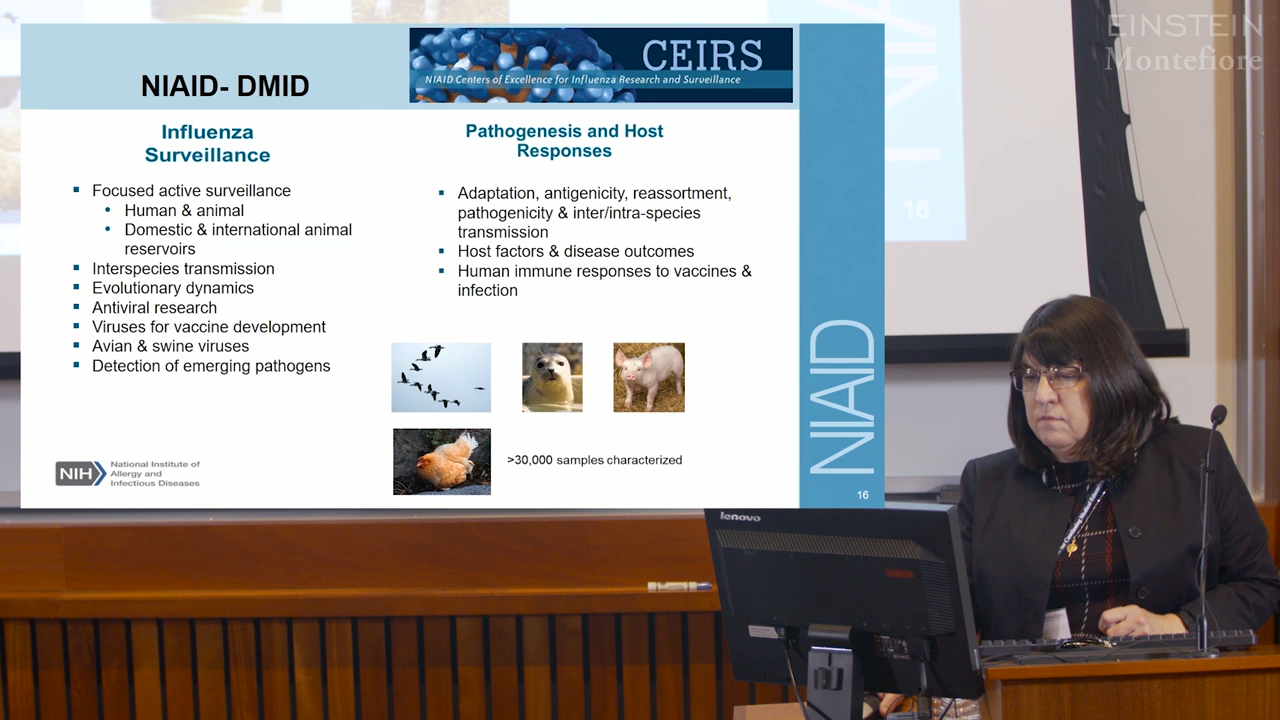 EINSTEIN
Montefiore
NIAID- DMID
CEIRS
NIAID Centers of Excellence for Influenza Research and Surveillance
Influenza
Surveillance
Focused active surveillance
Human & animal
Domestic & international animal
reservoirs
Interspecies transmission
Evolutionary dynamics
Antiviral research
Viruses for vaccine development
Avian & swine viruses
Detection of emerging pathogens
Pathogenesis and Host
Responses
Adaptation, antigenicity, reassortment,
pathogenicity & inter/intra-species
transmission
Host factors & disease outcomes
Human immune responses to vaccines &
infection
>30,000 samples characterized
NIH
National Institute of
Allergy and
Infectious Diseases
NIAID
16
16
lenovo